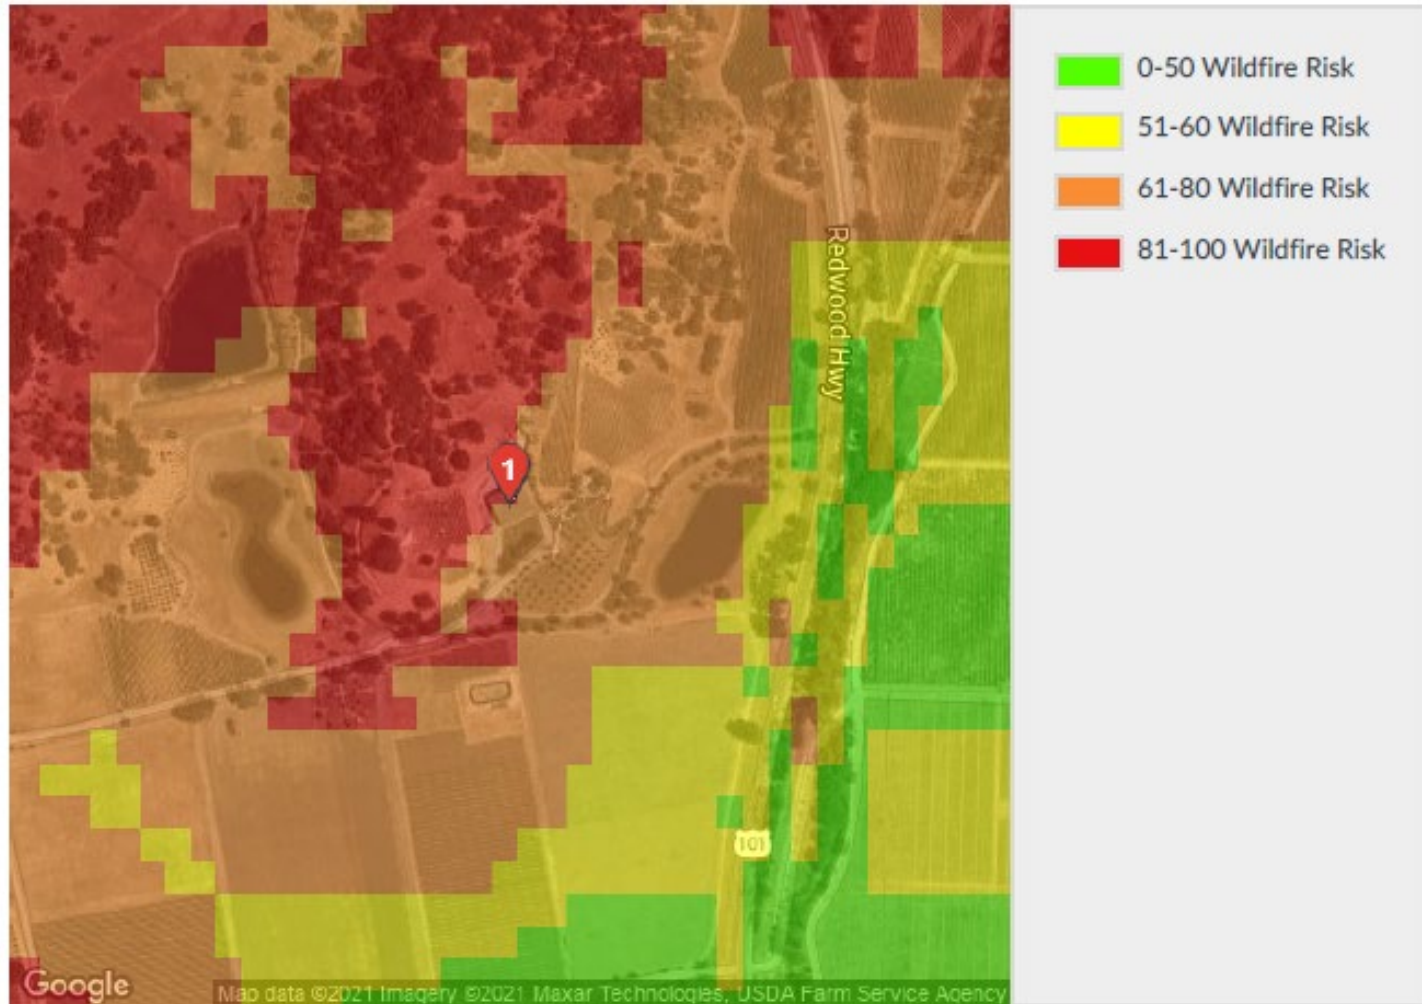 0-50 Wildfire Risk
51-60 Wildfire Risk
61-80 Wildfire Risk
81-100 Wildfire Risk
Redwood Hwy
1
101
Google
Map data ©2021 Imagery ©2021 Maxar Technologies, USDA Farm Service Agency